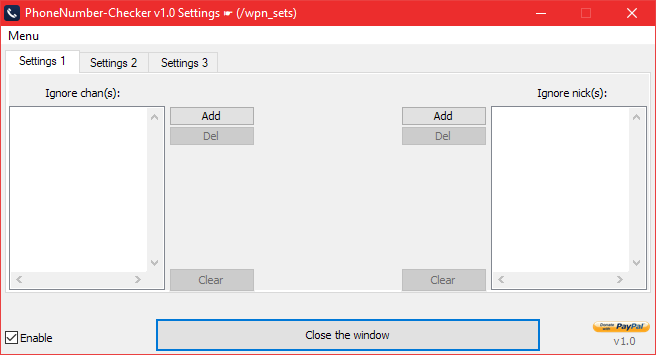 PhoneNumber-Checker v1.0 Settings ☛ (/wpn_sets)
Menu
Settings 1 Settings 2 Settings 3
Ignore chan(s): Ignore nick(s):
Add Add
Del Del
Clear Clear
Enable Close the window Donate with PayPal
v1.0